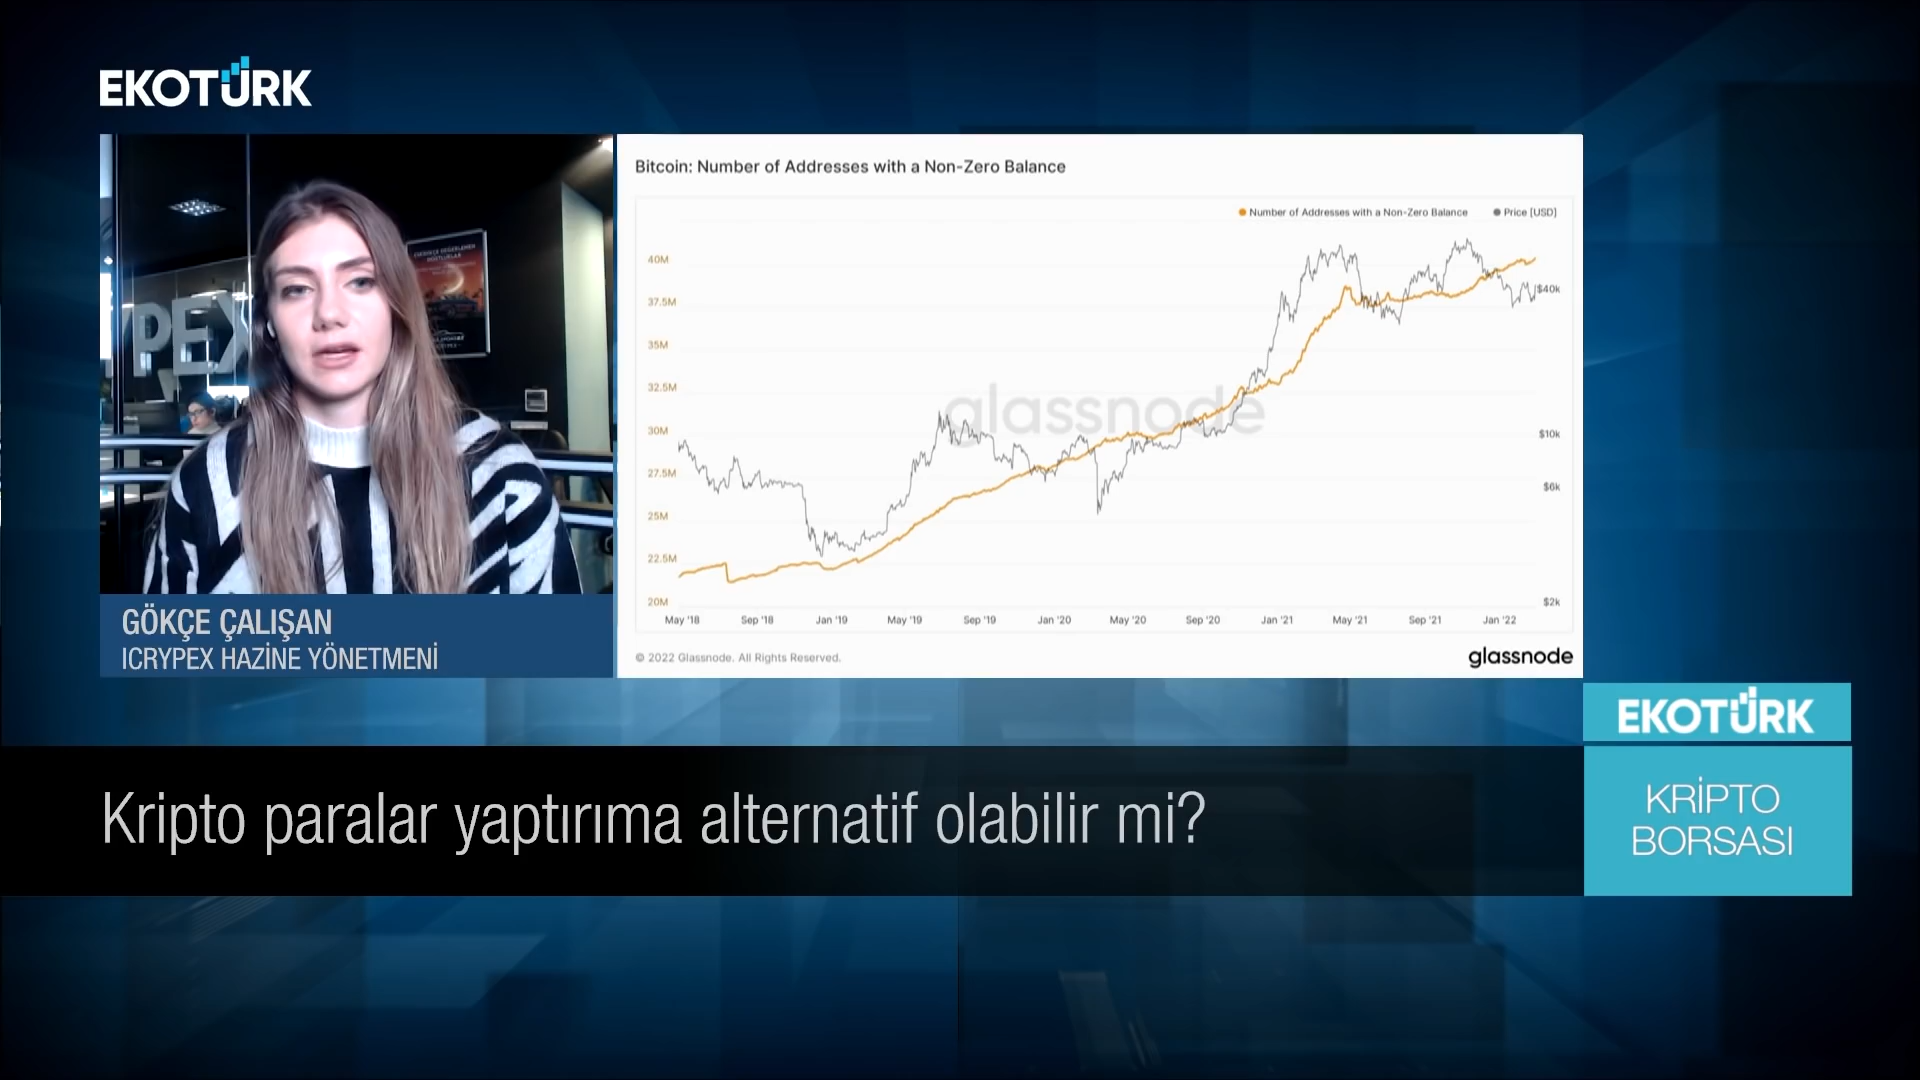 EKOTÜRK
PEX
GÖKÇE ÇALIŞAN
ICRYPEX HAZİNE YÖNETMENİ
Bitcoin: Number of Addresses with a Non-Zero Balance
Number of Addresses with a Non-Zero Balance
Price [USD]
40M
37.5M
35M
32.5M
30M
27.5M
25M
22.5M
20M
$40k
$10k
$6k
$2k
glassnode
May '18
Sep '18
Jan '19
May '19
Sep '19
Jan '20
May '20
Sep '20
Jan '21
May '21
Sep '21
Jan '22
© 2022 Glassnode. All Rights Reserved.
glassnode
EKOTÜRK
KRİPTO
BORSASI
Kripto paralar yaptırıma alternatif olabilir mi?